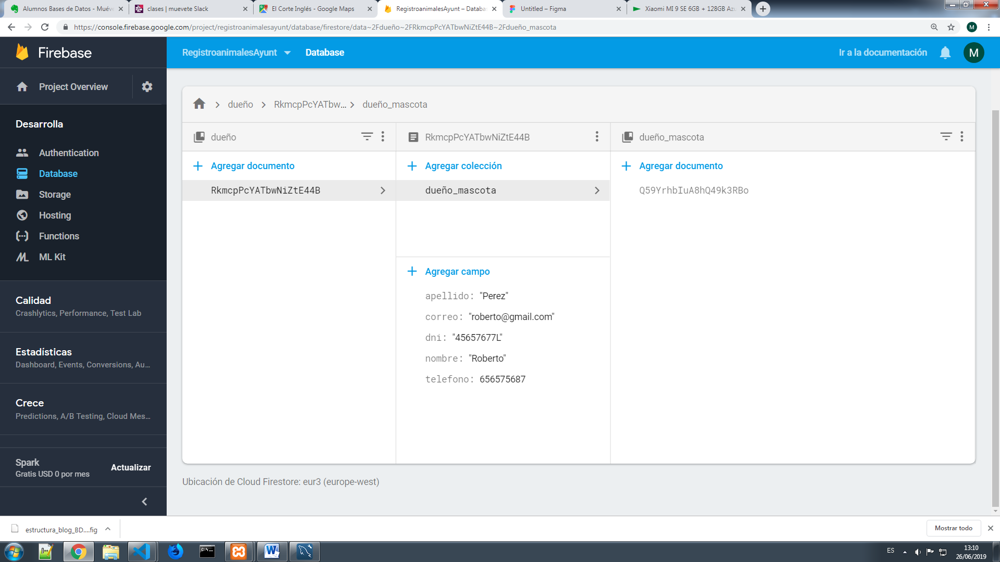 Alumnos Bases de Datos - Muéve
clases | muevete Slack
El Corte Inglés - Google Maps
RegistroanimalesAyunt – Databa
Untitled – Figma
Xiaomi MI 9 SE 6GB + 128GB Azu
https://console.firebase.google.com/project/registroanimalesayunt/database/firestore/data~2Fdueño~2FRkmcpPcYATbwNiZtE44B~2Fdueño_mascota
M
Firebase
RegistroanimalesAyunt
Database
Ir a la documentación
M
Project Overview
dueño
RkmcpPcYATbw...
dueño_mascota
Desarrolla
Authentication
Database
Storage
Hosting
Functions
ML Kit
Calidad
Crashlytics, Performance, Test Lab
Estadísticas
Dashboard, Events, Conversions, Au...
Crece
Predictions, A/B Testing, Cloud Mes...
Spark
Gratis USD 0 por mes
Actualizar
dueño
Agregar documento
RkmcpPcYATbwNiZtE44B
RkmcpPcYATbwNiZtE44B
Agregar colección
dueño_mascota
Agregar campo
apellido: "Perez"
correo: "roberto@gmail.com"
dni: "45657677L"
nombre: "Roberto"
telefono: 656575687
dueño_mascota
Agregar documento
Q59YrhbIuA8hQ49k3RBo
Ubicación de Cloud Firestore: eur3 (europe-west)
estructura_blog_BD....fig
Mostrar todo
ES
13:10
26/06/2019